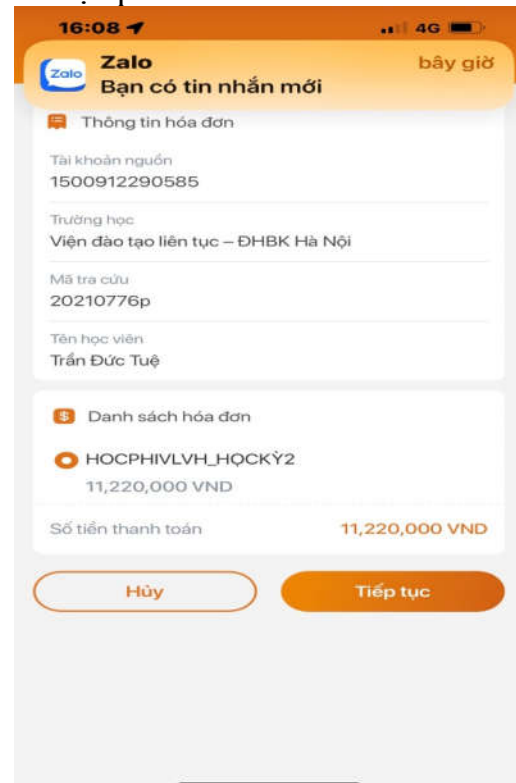 16:08
4G
Zalo
Zalo
bây giờ
Bạn có tin nhắn mới
Thông tin hóa đơn
Tài khoản nguồn
1500912290585
Trường học
Viện đào tạo liên tục – ĐHBK Hà Nội
Mã tra cứu
20210776p
Tên học viên
Trần Đức Tuệ
$ Danh sách hóa đơn
HOCPHIVLVH_HỌCKỲ2
11,220,000 VND
Số tiền thanh toán
11,220,000 VND
Hủy
Tiếp tục